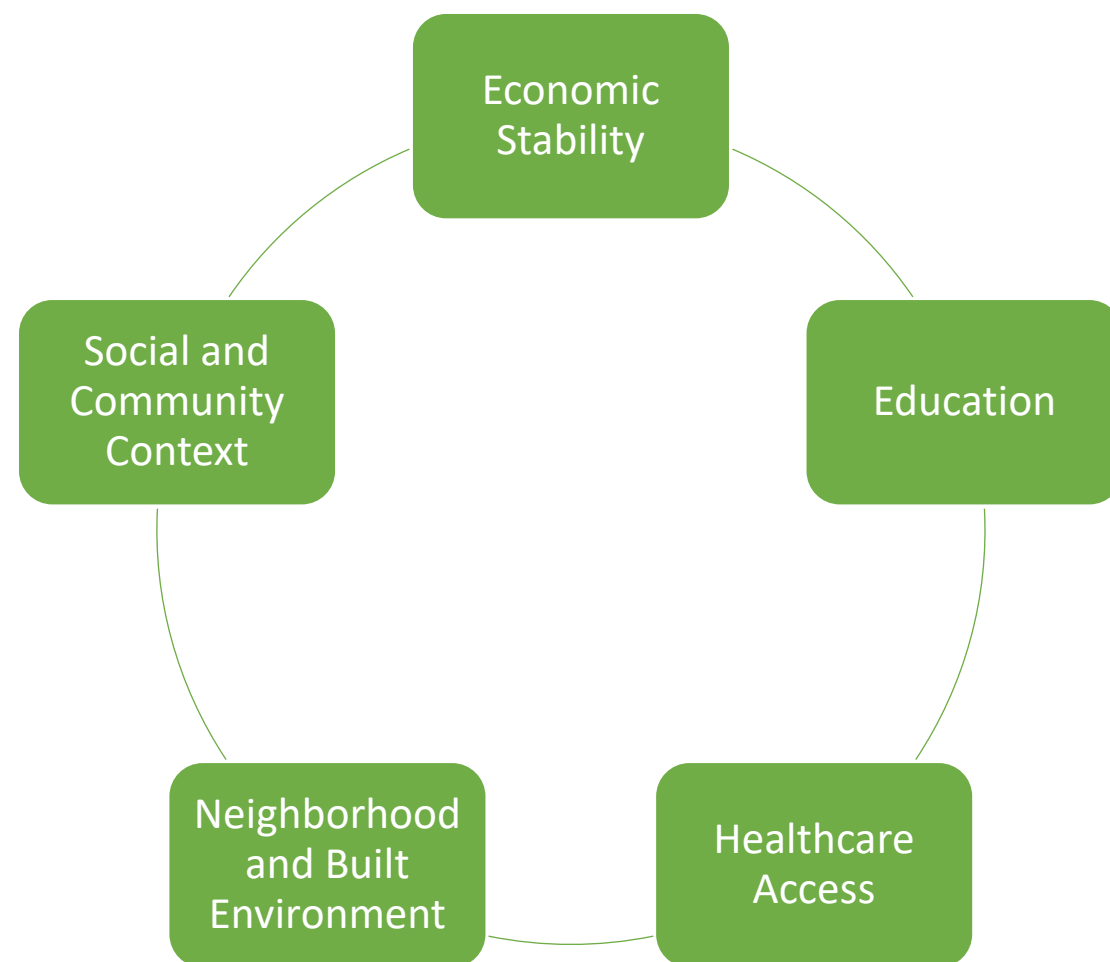 Economic
Stability
Education
Healthcare
Access
Neighborhood
and Built
Environment
Social and
Community
Context